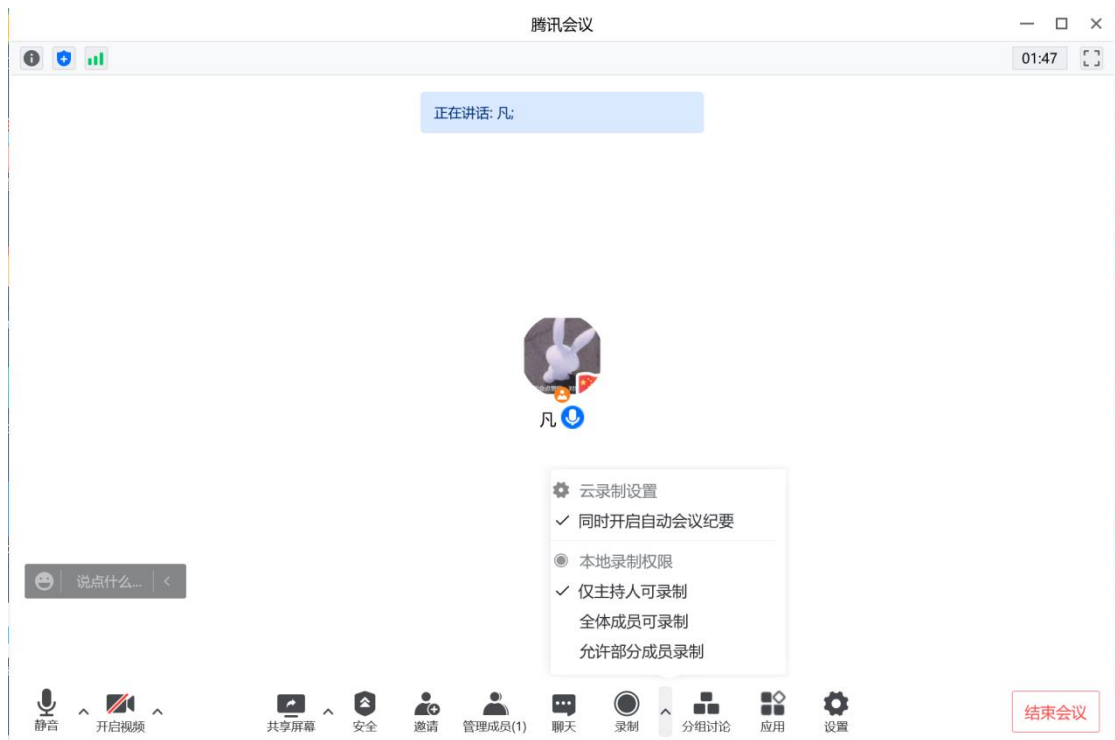 腾讯会议
01:47
正在讲话: 凡;
凡
云录制设置
同时开启自动会议纪要
本地录制权限
仅主持人可录制
全体成员可录制
允许部分成员录制
说点什么...
静音
开启视频
共享屏幕
安全
邀请
管理成员(1)
聊天
录制
分组讨论
应用
设置
结束会议